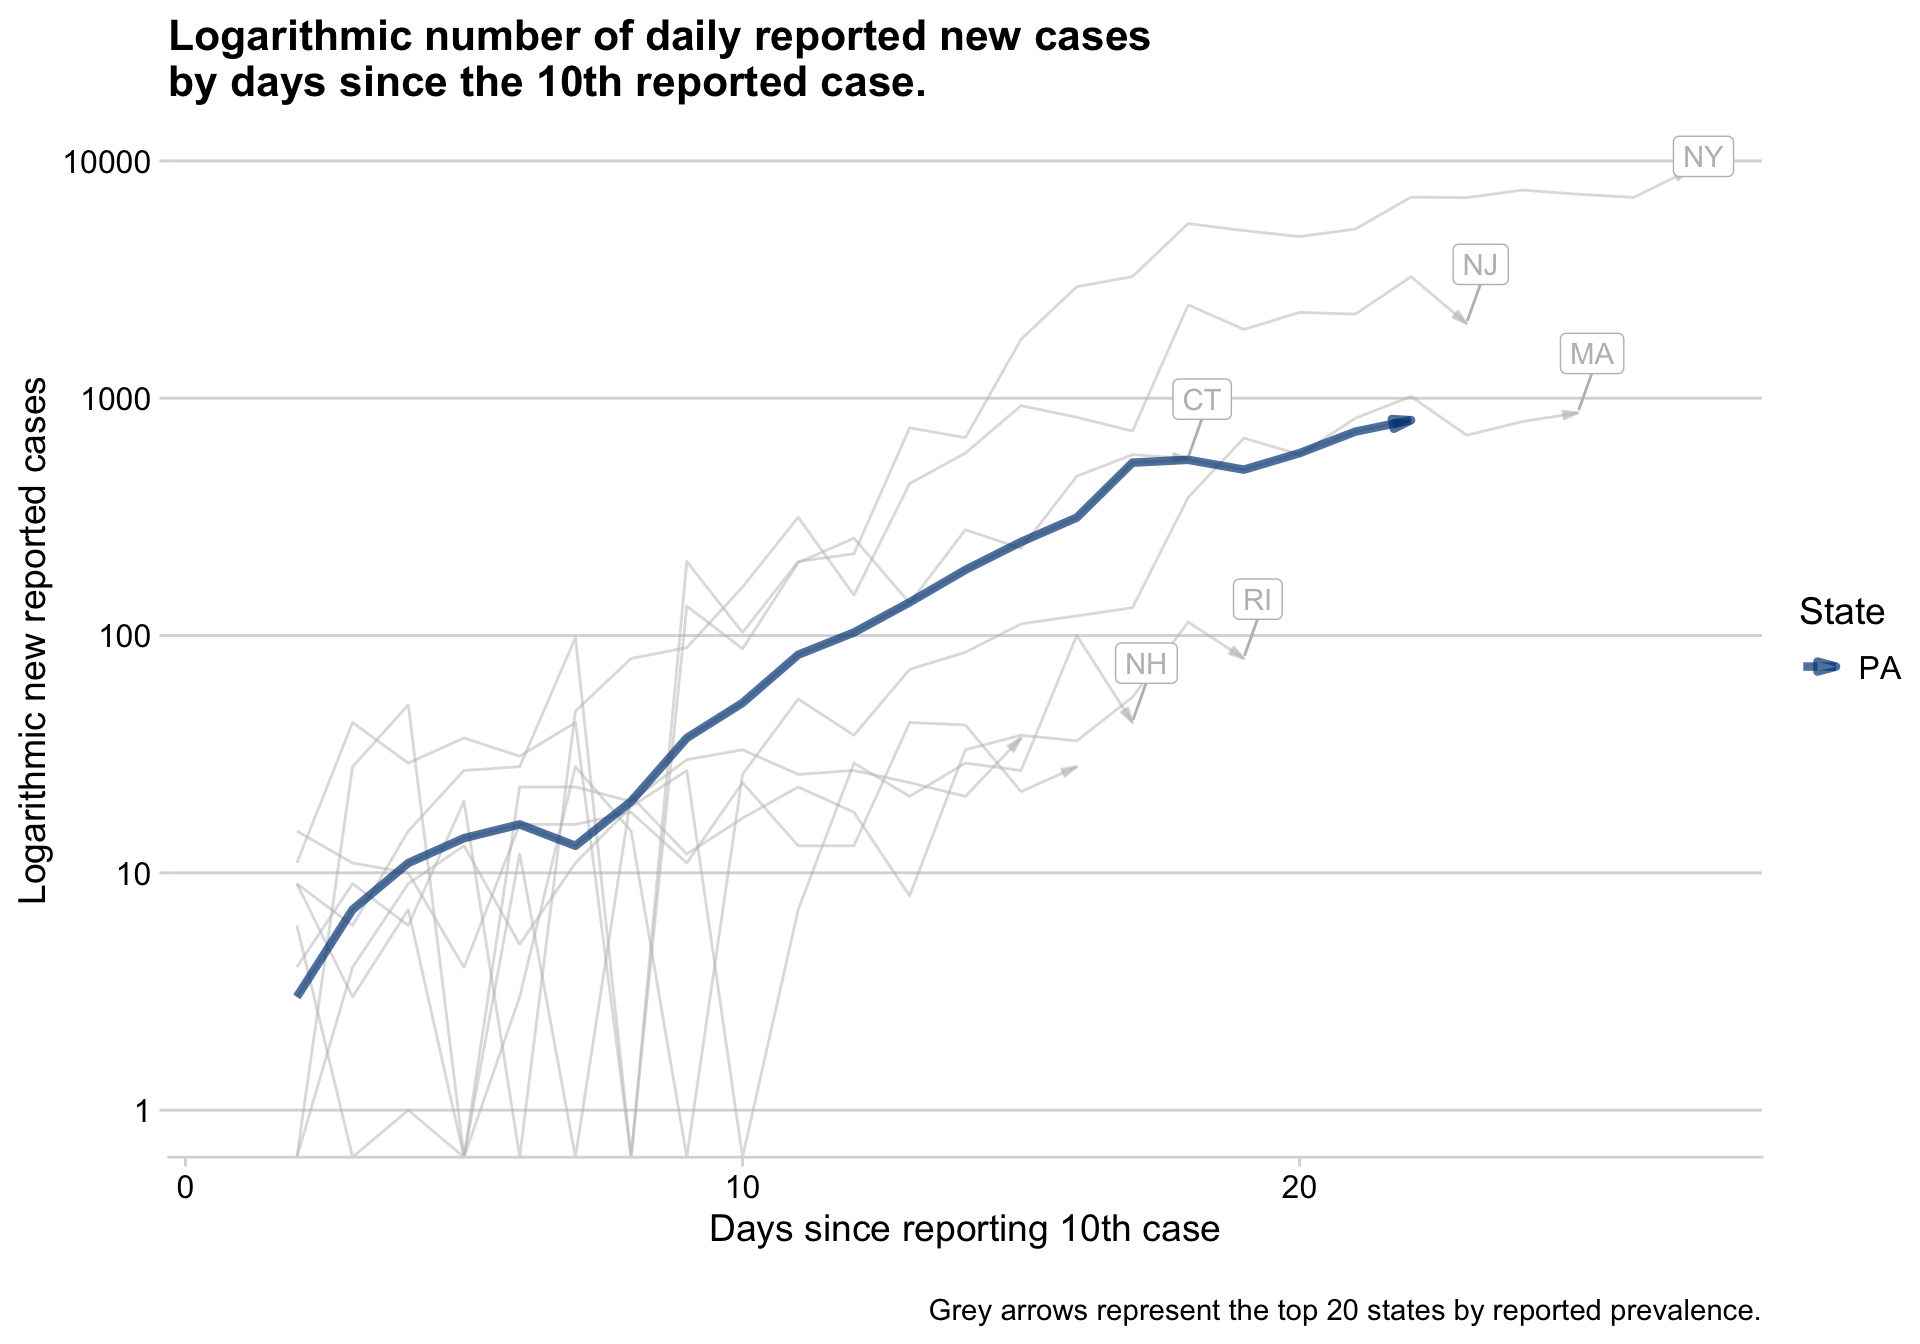 Logarithmic number of daily reported new cases
by days since the 10th reported case.
10000
1000
100
10
1
Logarithmic new reported cases
NY
NJ
MA
CT
RI
NH
State
PA
0
10
20
Days since reporting 10th case
Grey arrows represent the top 20 states by reported prevalence.